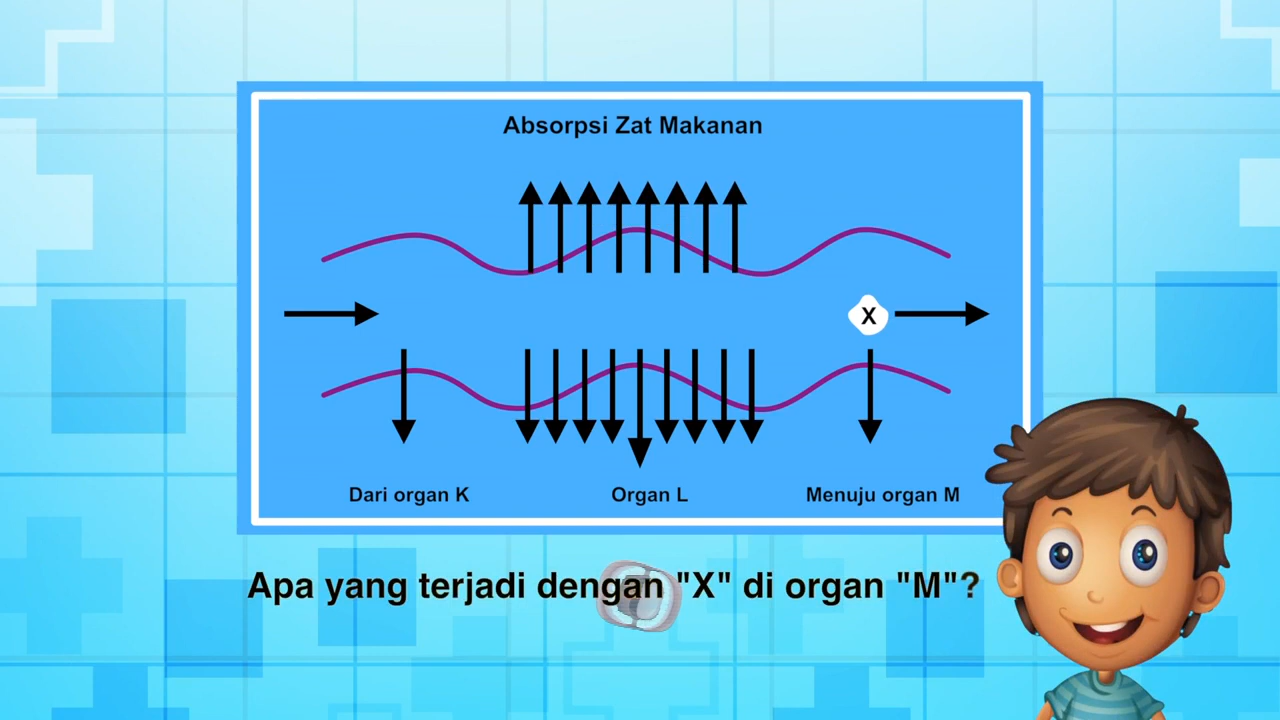 Absorpsi Zat Makanan
X
Dari organ K
Organ L
Menuju organ M
Apa yang terjadi dengan "X" di organ "M"?